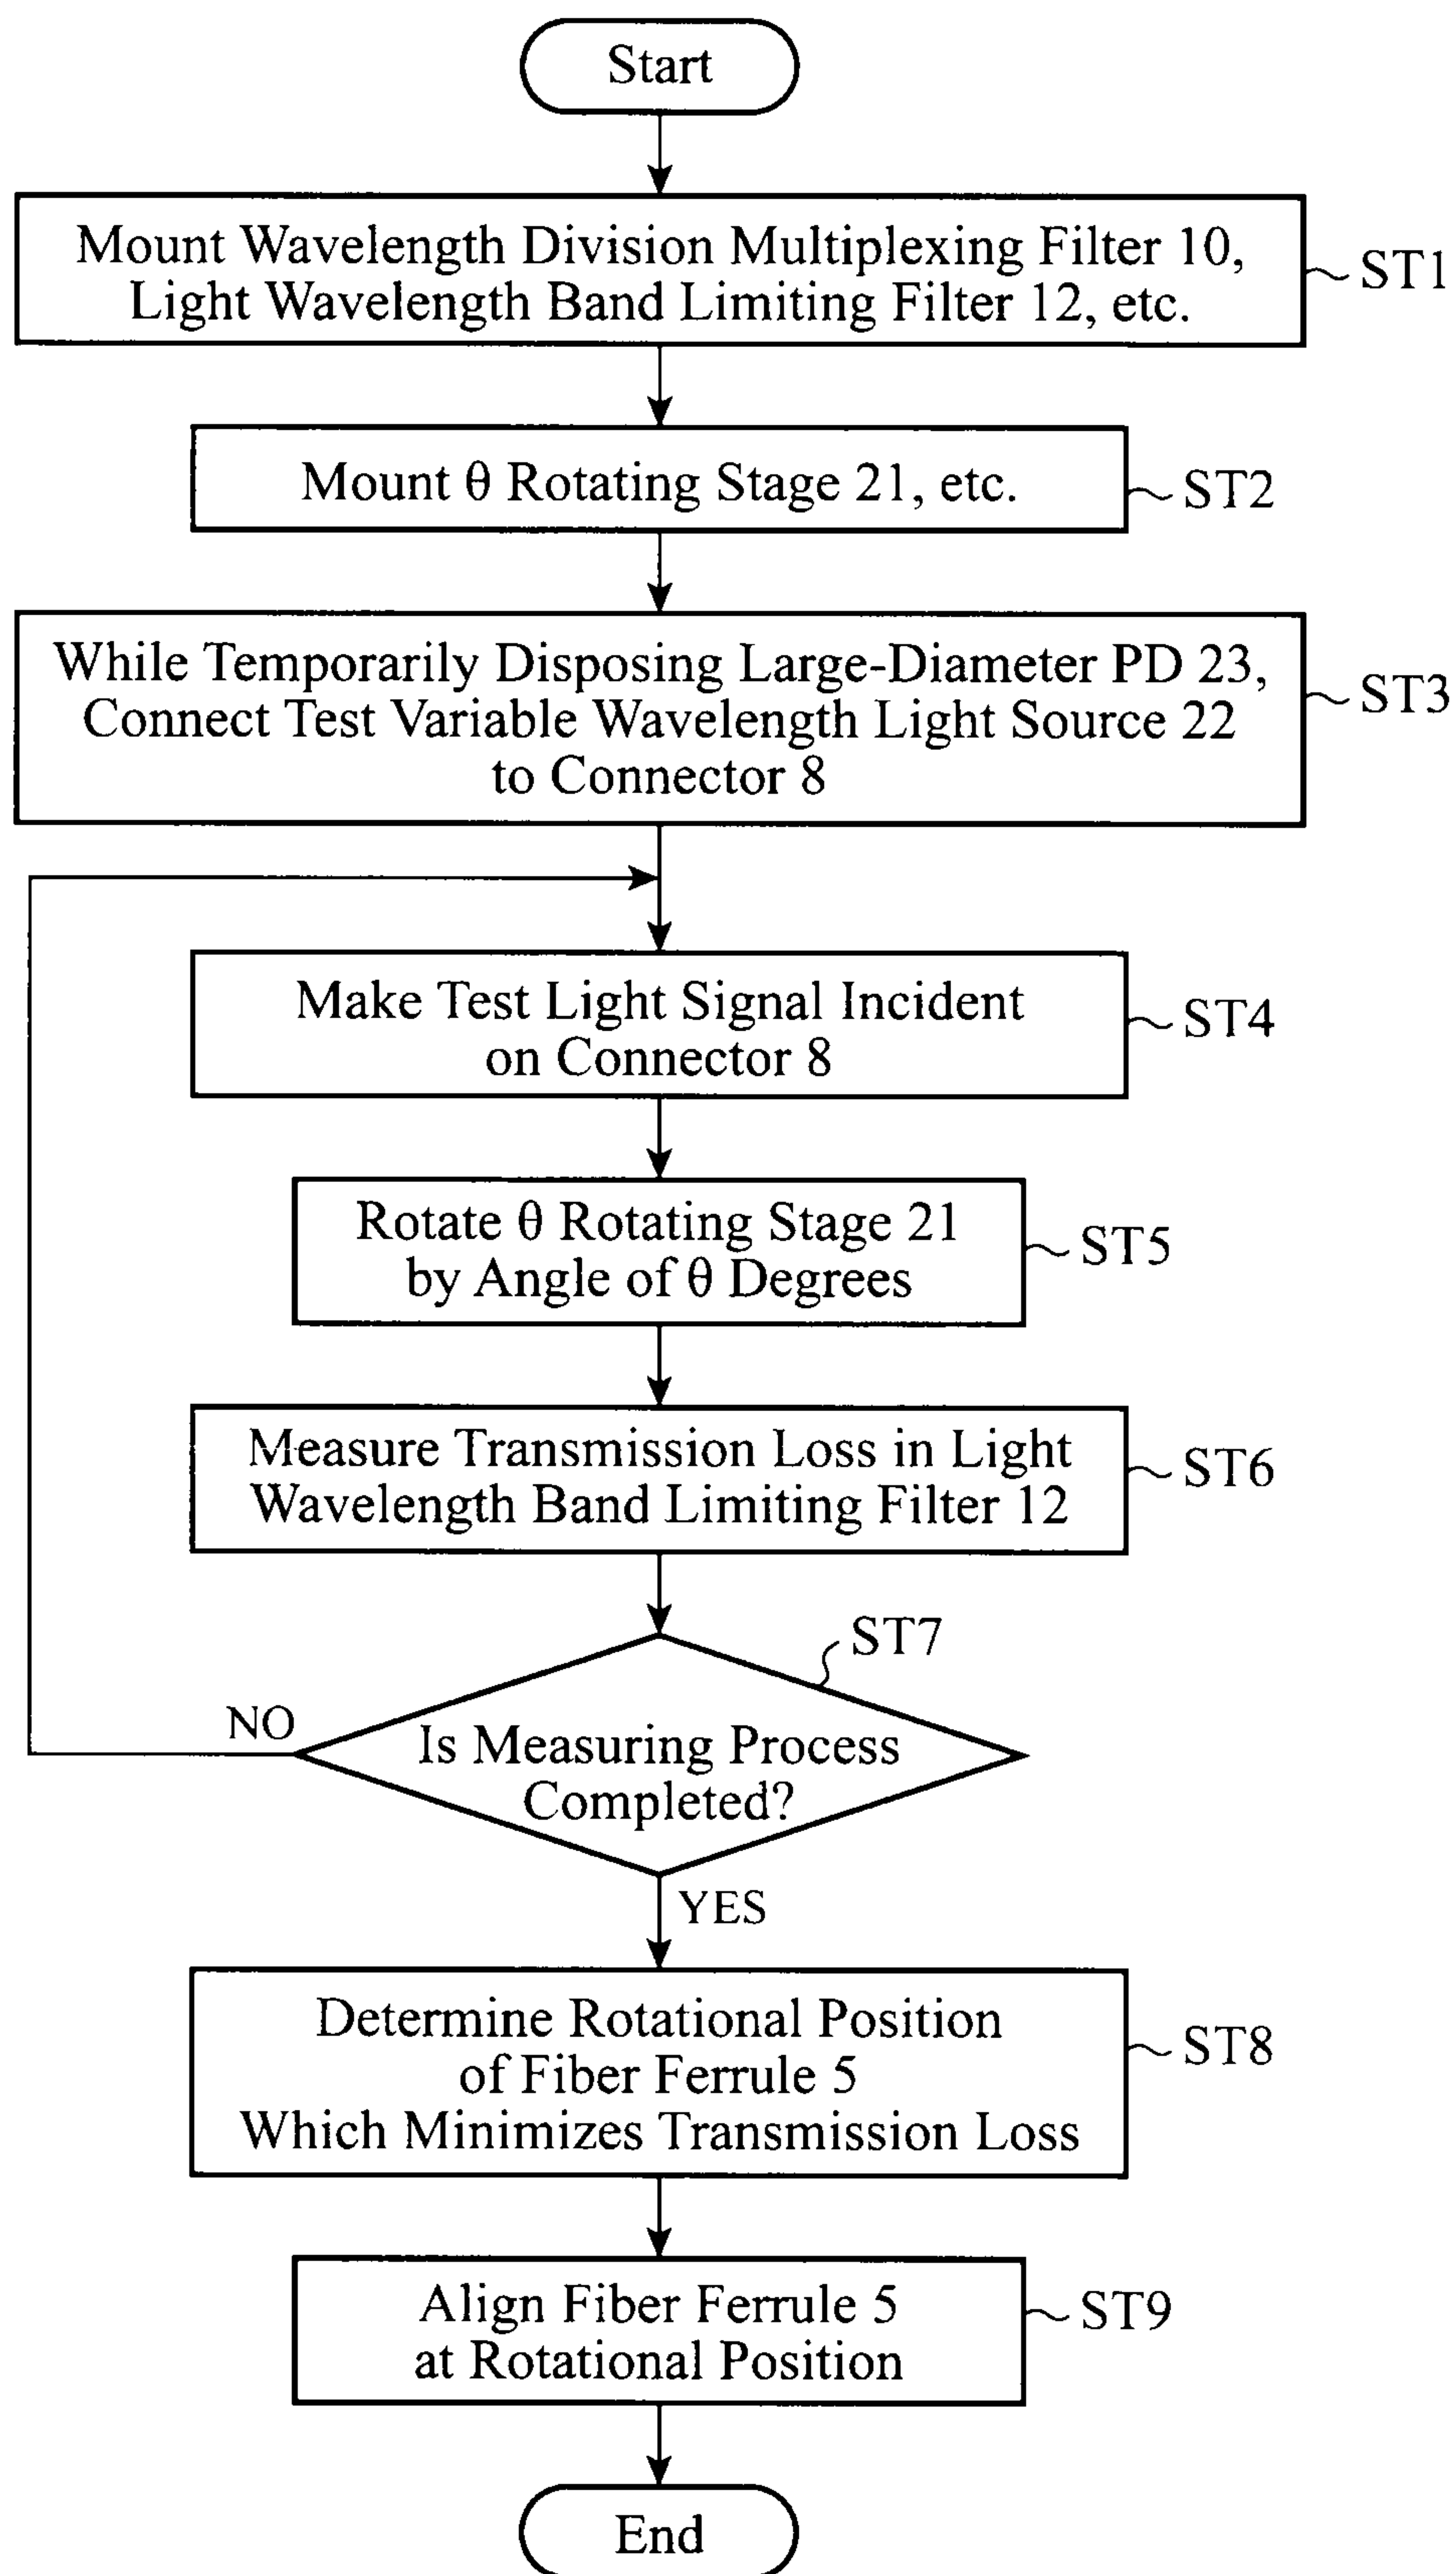 Start
Mount Wavelength Division Multiplexing Filter 10,
Light Wavelength Band Limiting Filter 12, etc.
ST1
Mount θ Rotating Stage 21, etc.
ST2
While Temporarily Disposing Large-Diameter PD 23,
Connect Test Variable Wavelength Light Source 22
to Connector 8
ST3
Make Test Light Signal Incident
on Connector 8
ST4
Rotate θ Rotating Stage 21
by Angle of θ Degrees
ST5
Measure Transmission Loss in Light
Wavelength Band Limiting Filter 12
ST6
ST7
NO
Is Measuring Process
Completed?
YES
Determine Rotational Position
of Fiber Ferrule 5
Which Minimizes Transmission Loss
ST8
Align Fiber Ferrule 5
at Rotational Position
ST9
End